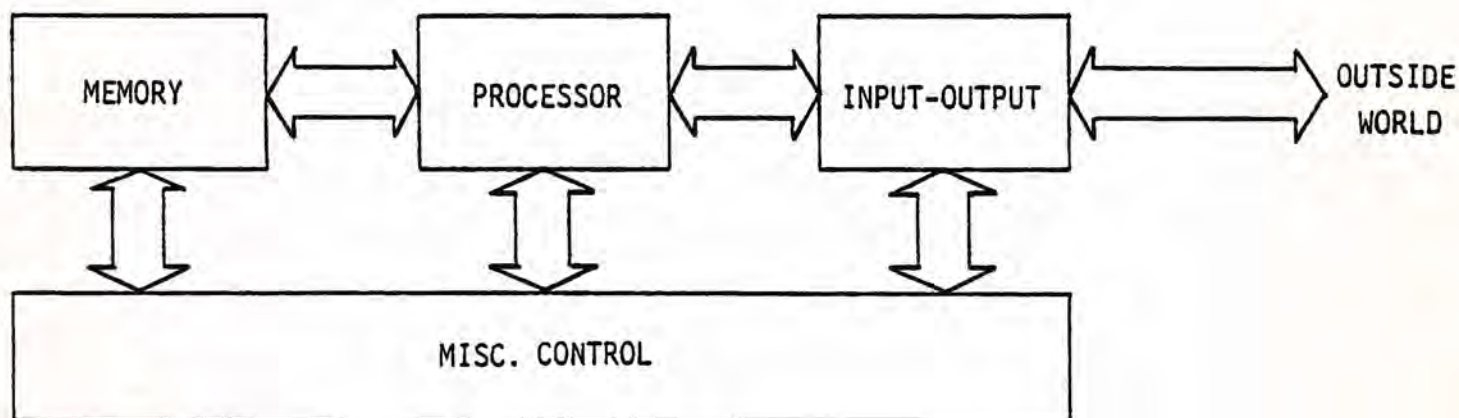 MEMORY
PROCESSOR
INPUT-OUTPUT
OUTSIDE
WORLD
MISC. CONTROL